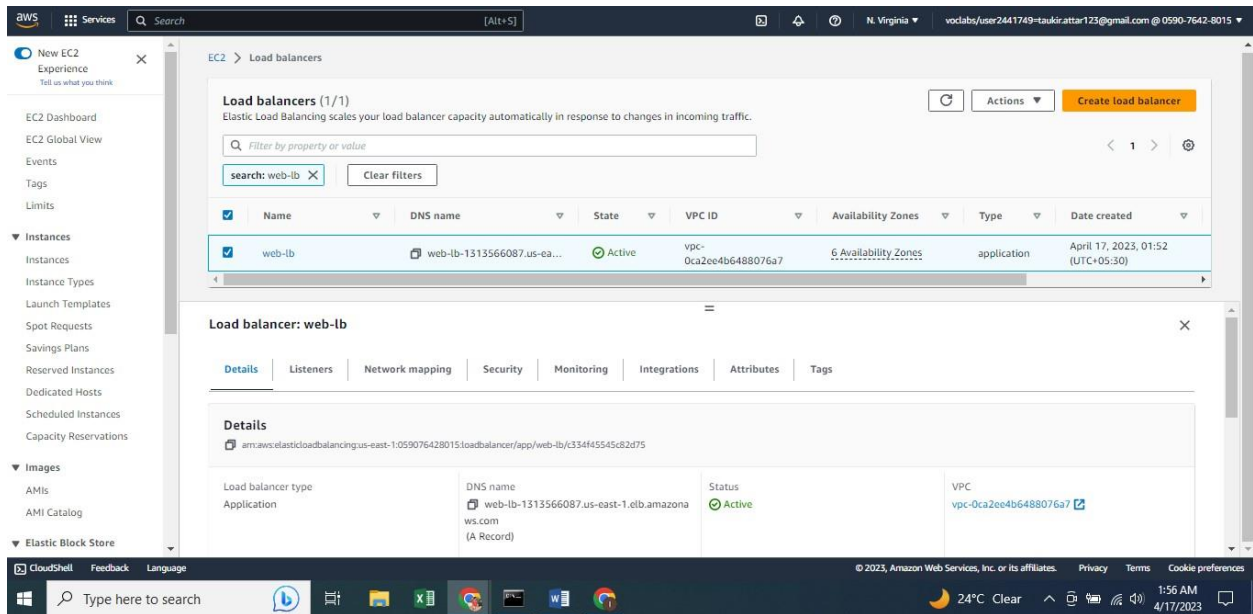 aws Services Search [Alt+S] N. Virginia ▼ voclabs/user2441749=taukir.attar123@gmail.com @ 0590-7642-8015 ▼
New EC2
Experience
Tell us what you think
EC2 Dashboard
EC2 Global View
Events
Tags
Limits
▼ Instances
Instances
Instance Types
Launch Templates
Spot Requests
Savings Plans
Reserved Instances
Dedicated Hosts
Scheduled Instances
Capacity Reservations
▼ Images
AMIs
AMI Catalog
▼ Elastic Block Store
EC2 > Load balancers
Load balancers (1/1)
Elastic Load Balancing scales your load balancer capacity automatically in response to changes in incoming traffic.
Actions ▼ Create load balancer
Filter by property or value
< 1 >
search: web-lb X Clear filters
Name DNS name State VPC ID Availability Zones Type Date created
web-lb web-lb-1313566087.us-ea... Active vpc-0ca2ee4b6488076a7 6 Availability Zones application April 17, 2023, 01:52 (UTC+05:30)
Load balancer: web-lb
Details Listeners Network mapping Security Monitoring Integrations Attributes Tags
Details
arn:aws:elasticloadbalancing:us-east-1:059076428015:loadbalancer/app/web-lb/c334f45545c82d75
Load balancer type
Application
DNS name
web-lb-1313566087.us-east-1.elb.amazona
ws.com
(A Record)
Status
Active
VPC
vpc-0ca2ee4b6488076a7
CloudShell Feedback Language © 2023, Amazon Web Services, Inc. or its affiliates. Privacy Terms Cookie preferences
Type here to search 24°C Clear 1:56 AM
4/17/2023